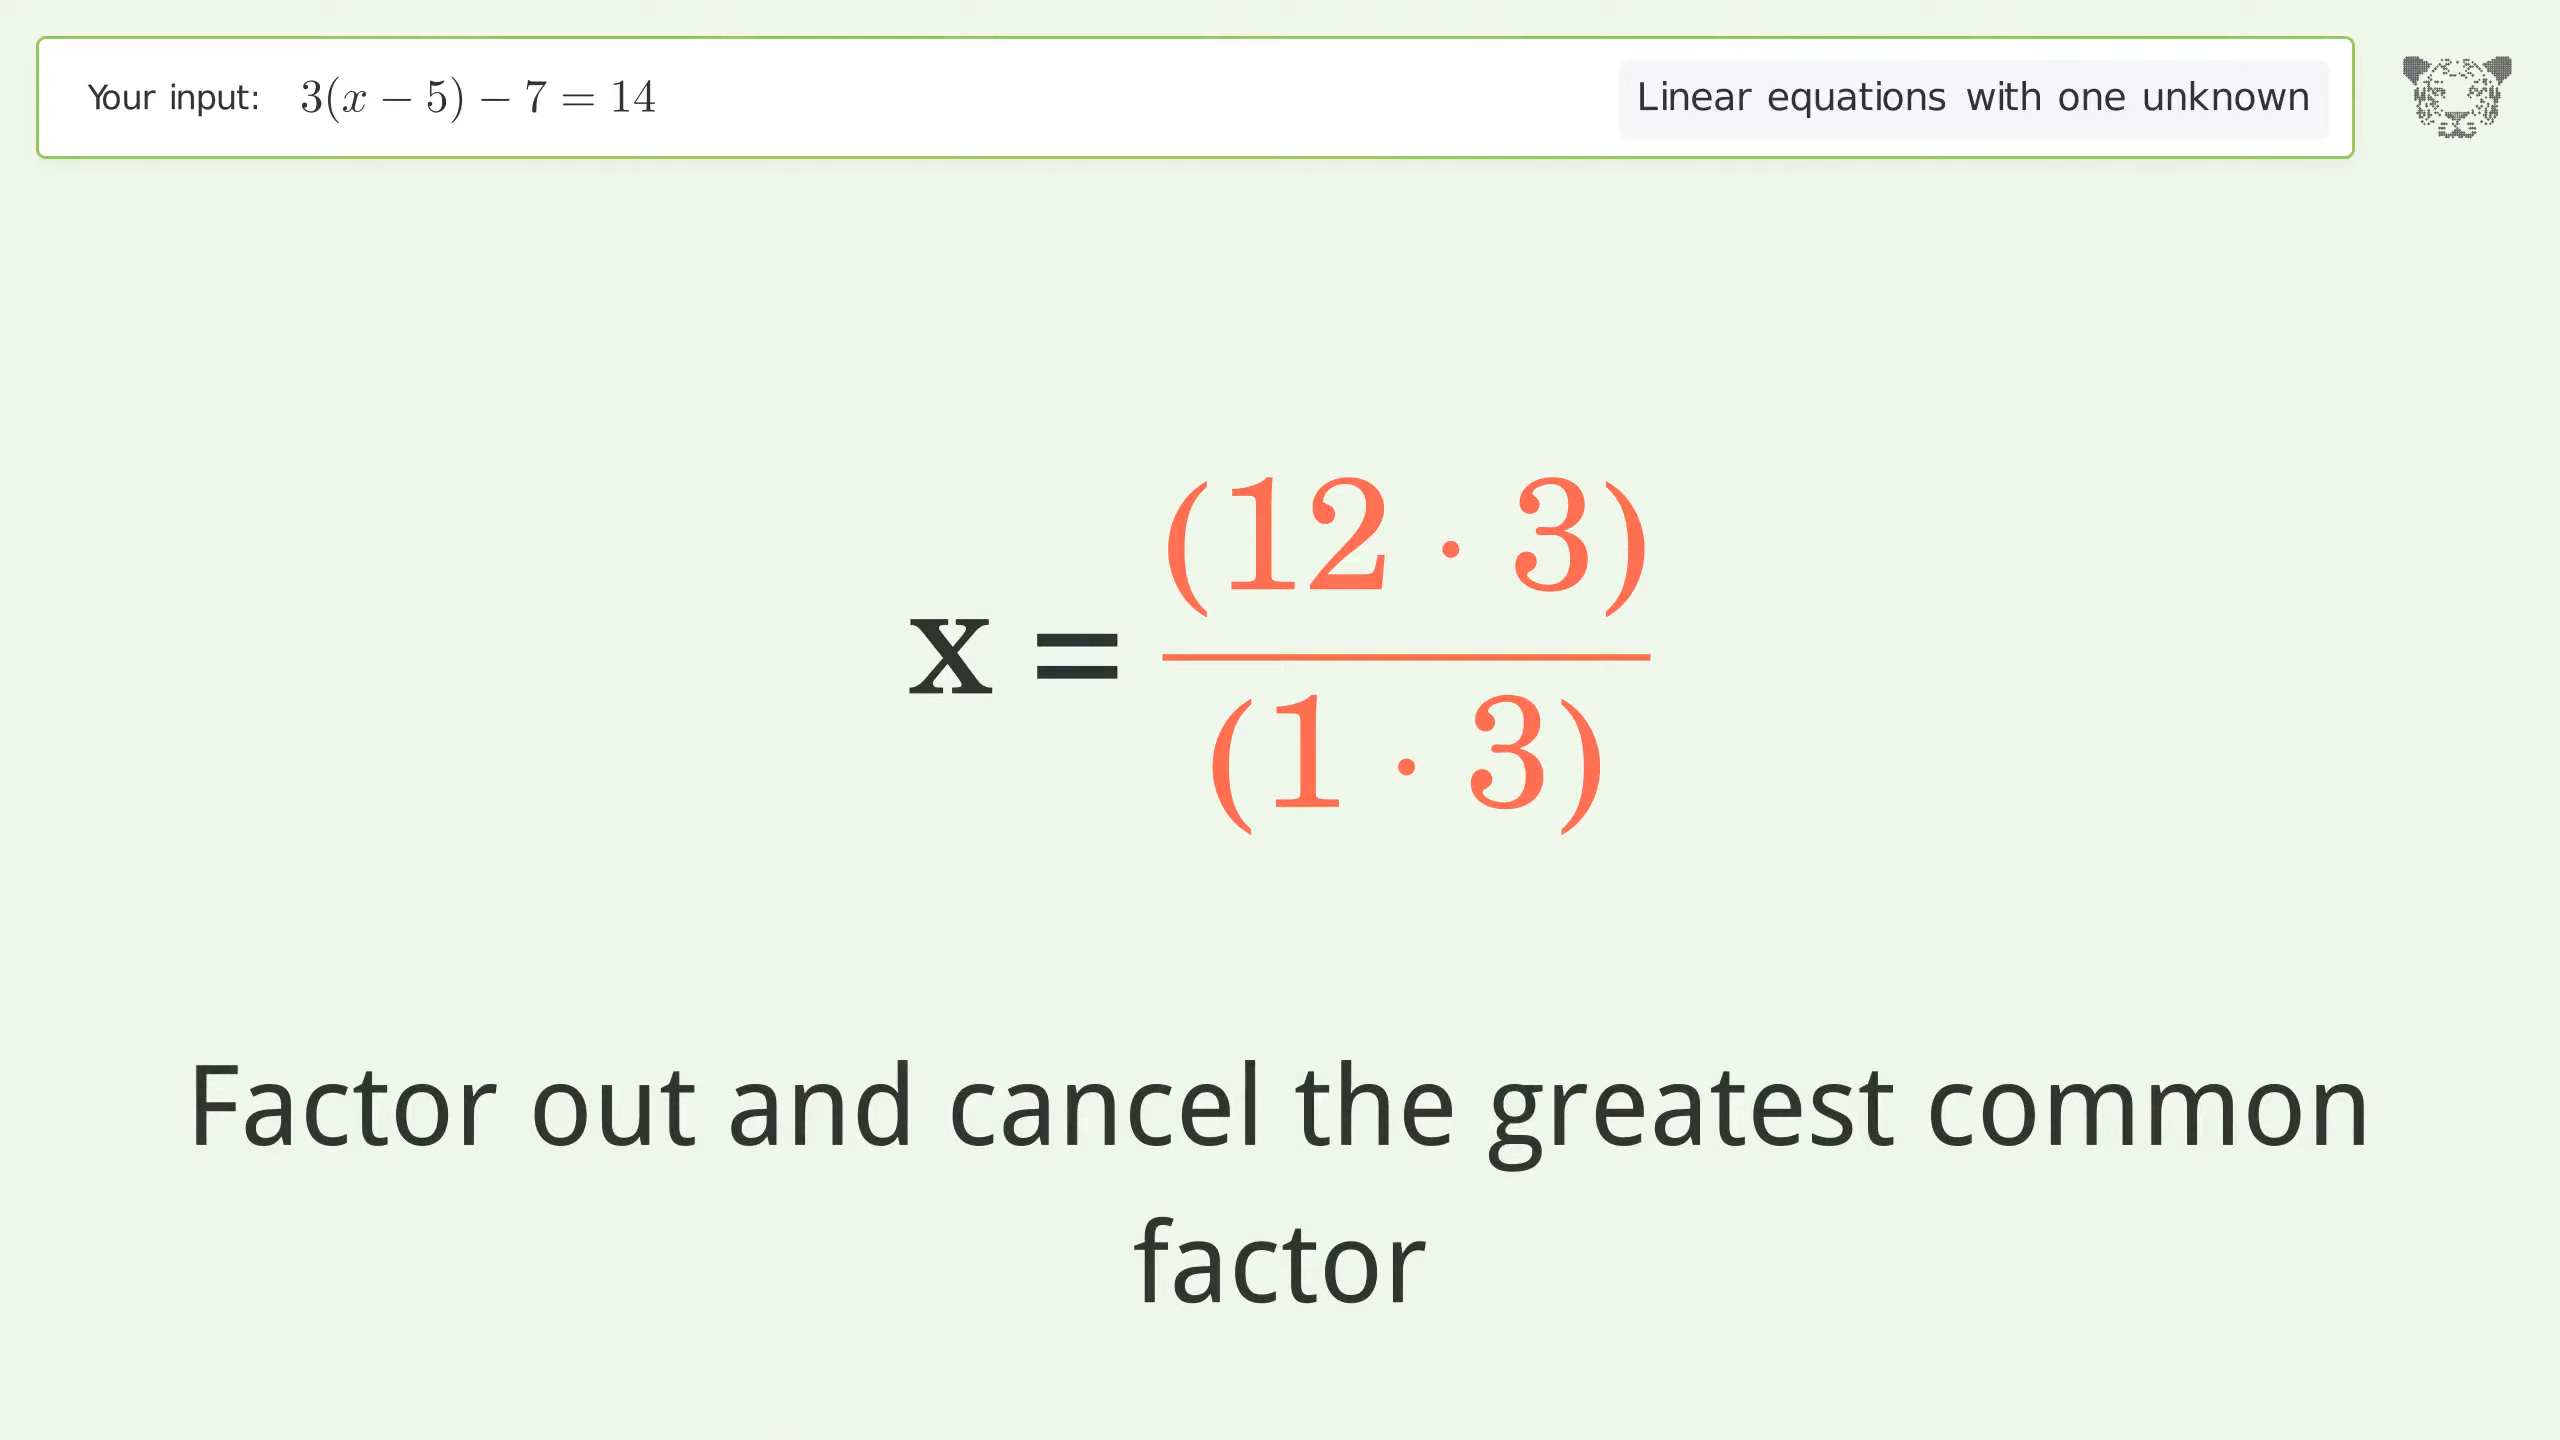 Your input: 3(x − 5) − 7 = 14
Linear equations with one unknown
x = (12 · 3)
(1 · 3)
Factor out and cancel the greatest common
factor